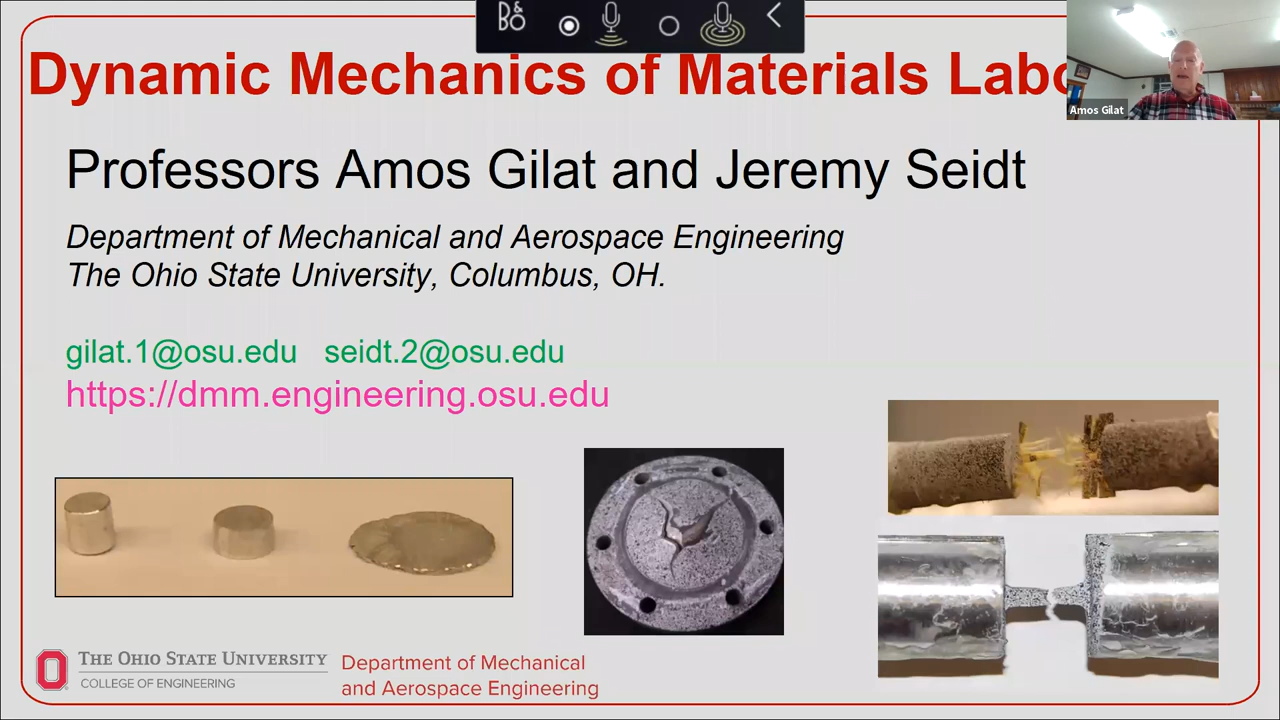 B&O
Dynamic Mechanics of Materials Labo
Amos Gilat
Professors Amos Gilat and Jeremy Seidt
Department of Mechanical and Aerospace Engineering
The Ohio State University, Columbus, OH.
gilat.1@osu.edu seidt.2@osu.edu
https://dmm.engineering.osu.edu
THE OHIO STATE UNIVERSITY
COLLEGE OF ENGINEERING
Department of Mechanical
and Aerospace Engineering